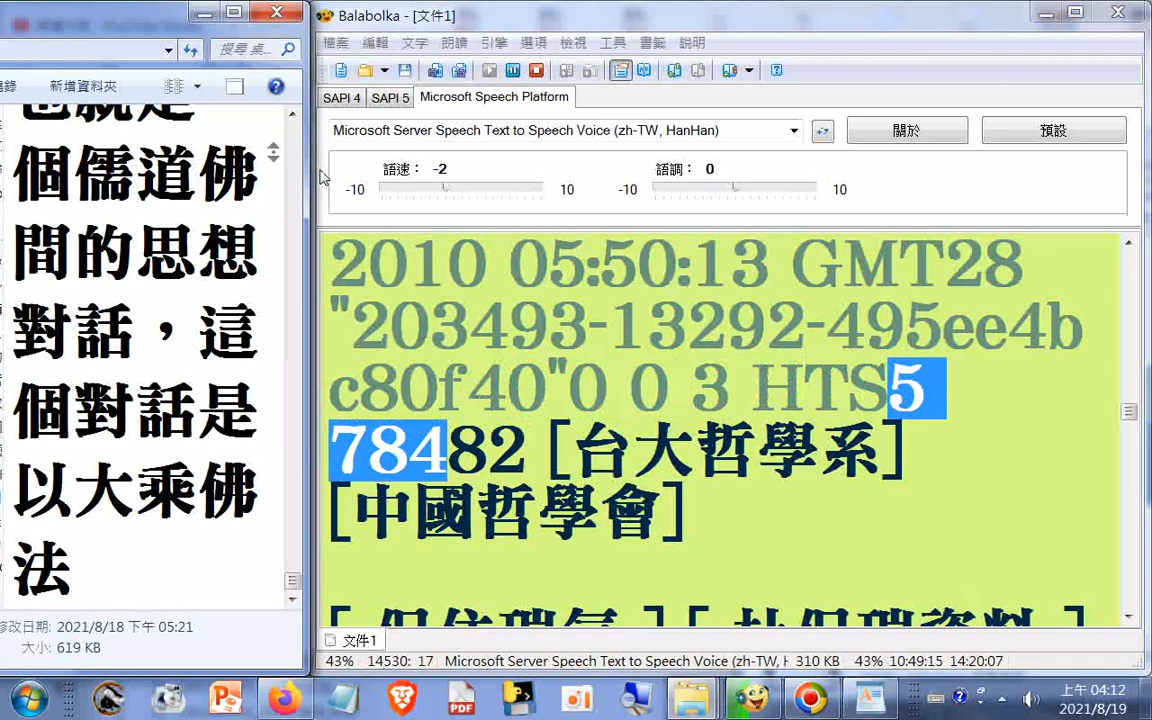 搜尋 桌...
新增資料夾
個儒道佛
間的思想
對話，這
個對話是
以大乘佛
法
修改日期: 2021/8/18 下午 05:21
大小: 619 KB
Balabolka - [文件1]
檔案 編輯 文字 朗讀 引擎 選項 檢視 工具 書籤 說明
SAPI 4 SAPI 5 Microsoft Speech Platform
Microsoft Server Speech Text to Speech Voice (zh-TW, HanHan) 關於 預設
語速： -2 語調： 0
-10 10 -10 10
2010 05:50:13 GMT28
"203493-13292-495ee4b
c80f40"0 0 3 HTS5
78482 [台大哲學系]
[中國哲學會]
文件1
43% 14530: 17 Microsoft Server Speech Text to Speech Voice (zh-TW, H 310 KB 43% 10:49:15 14:20:07
PDF
上午 04:12
2021/8/19